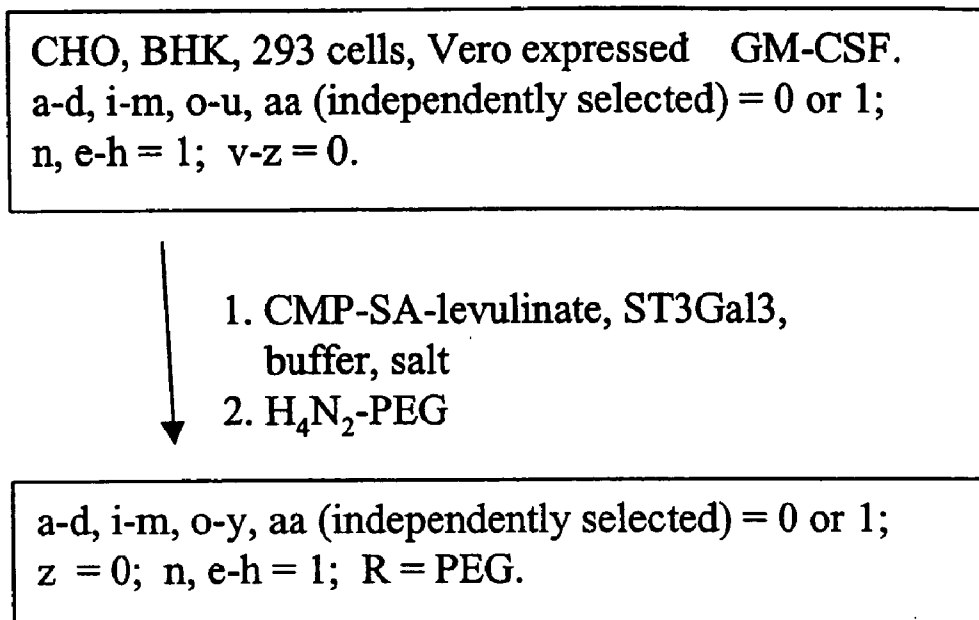 CHO, BHK, 293 cells, Vero expressed GM-CSF.
a-d, i-m, o-u, aa (independently selected) = 0 or 1;
n, e-h = 1; v-z = 0.
1. CMP-SA-levulinate, ST3Gal3,
buffer, salt
2. H₄N₂-PEG
a-d, i-m, o-y, aa (independently selected) = 0 or 1;
z = 0; n, e-h = 1; R = PEG.